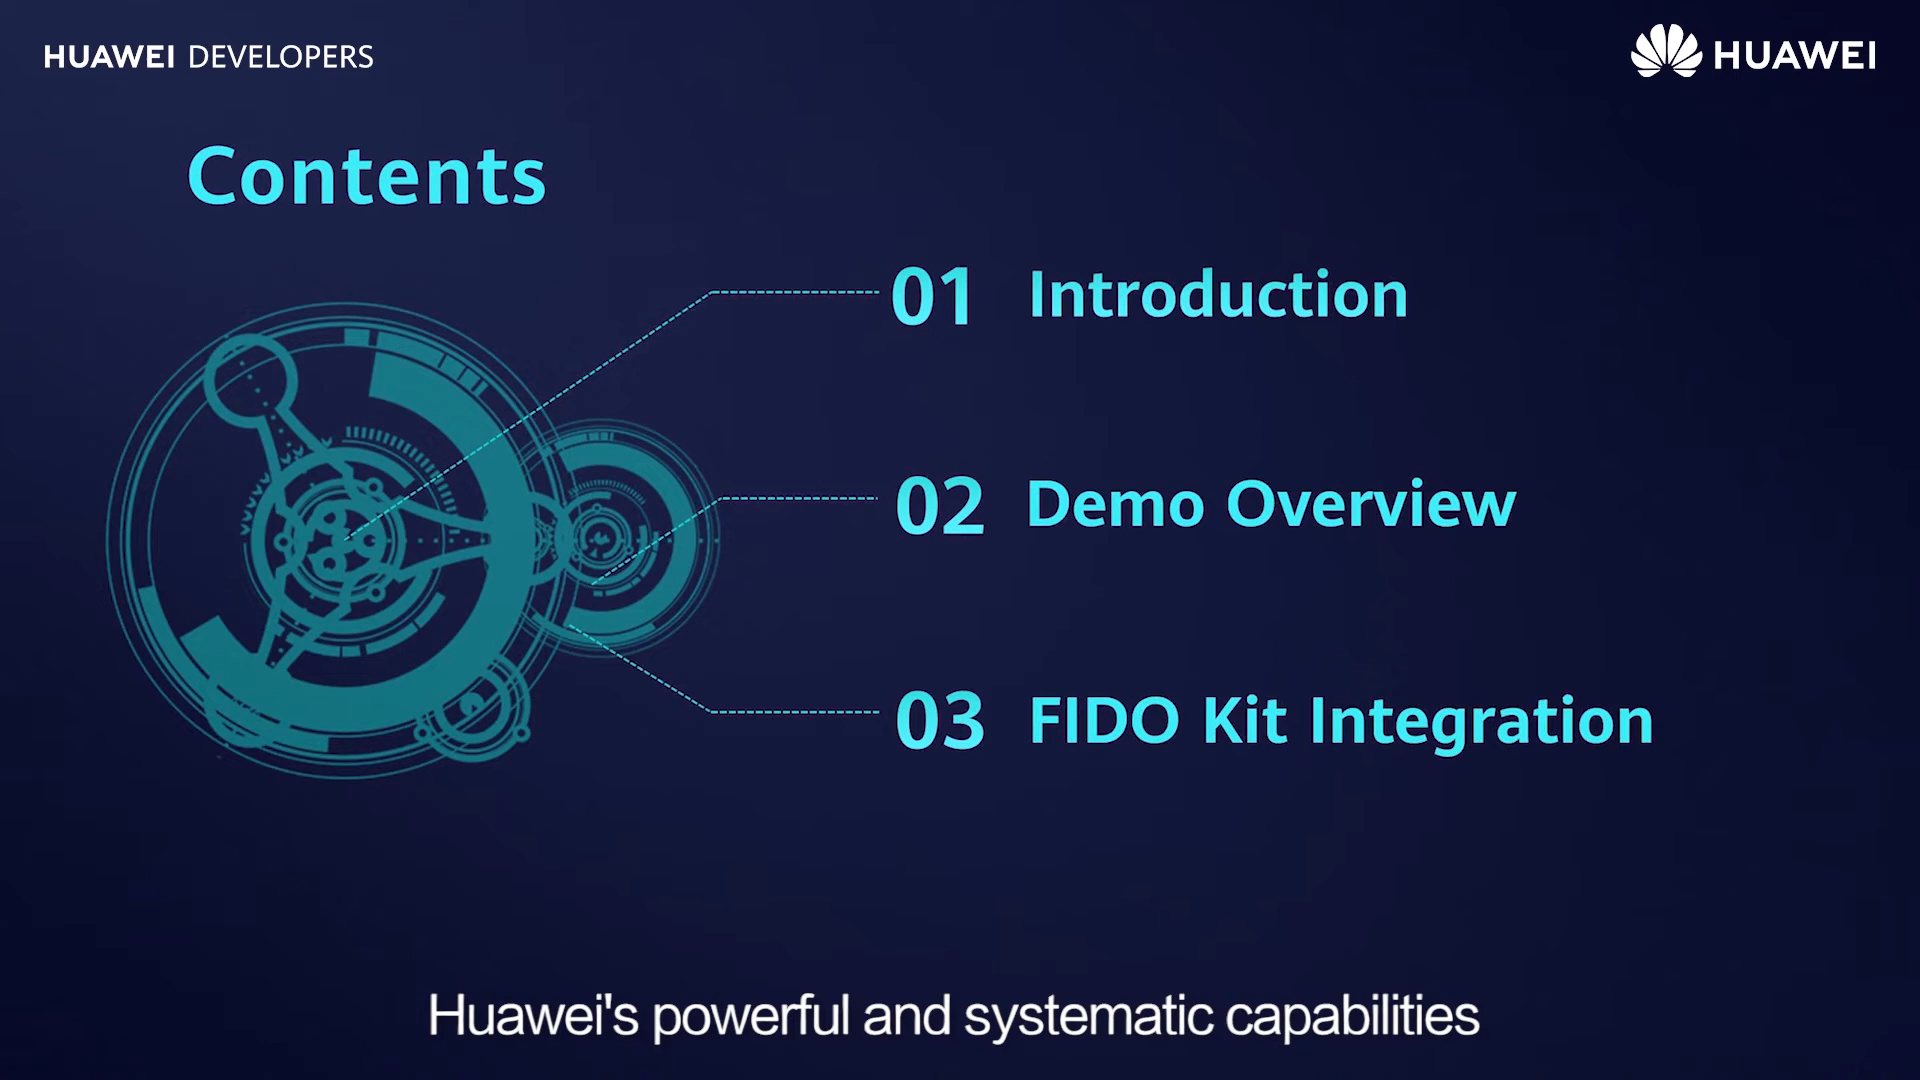 HUAWEI DEVELOPERS
HUAWEI
Contents
01 Introduction
02 Demo Overview
03 FIDO Kit Integration
Huawei's powerful and systematic capabilities